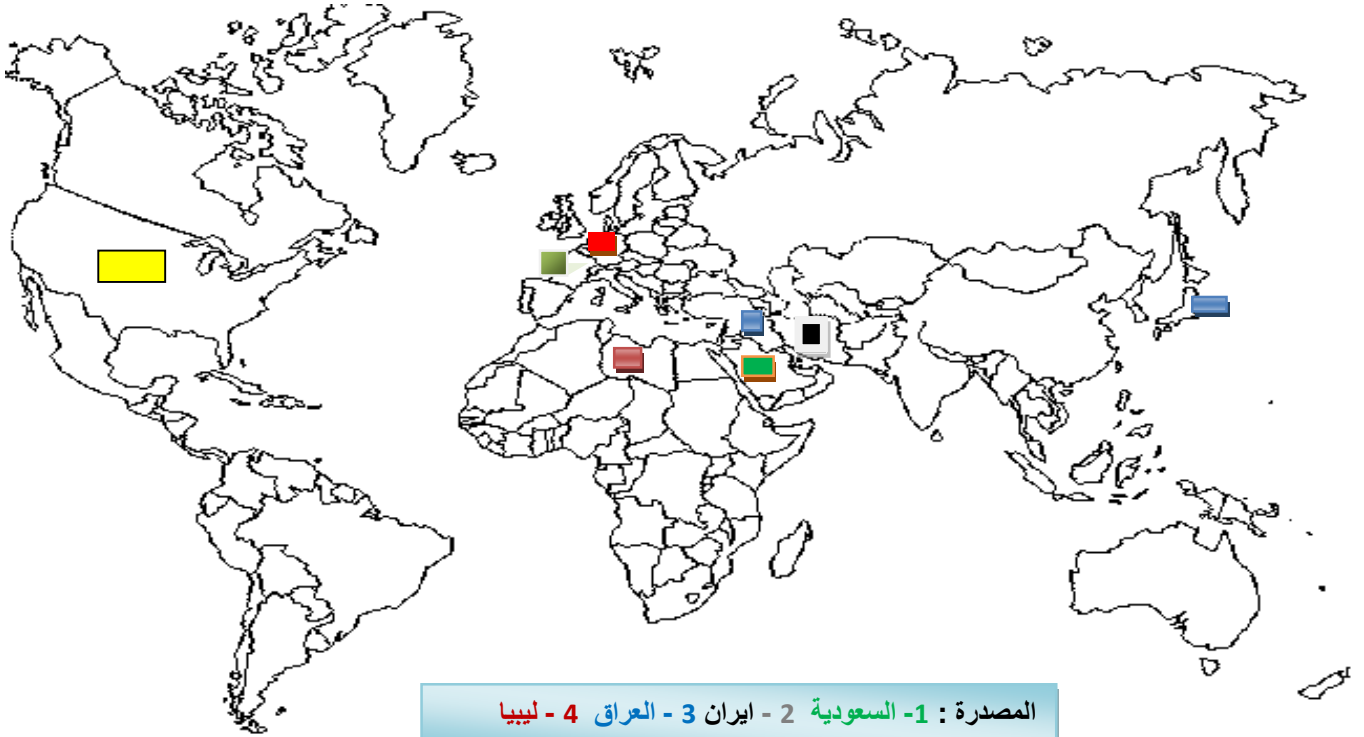 المصدرة : 1- السعودية 2 - ايران 3 - العراق 4 - ليبيا